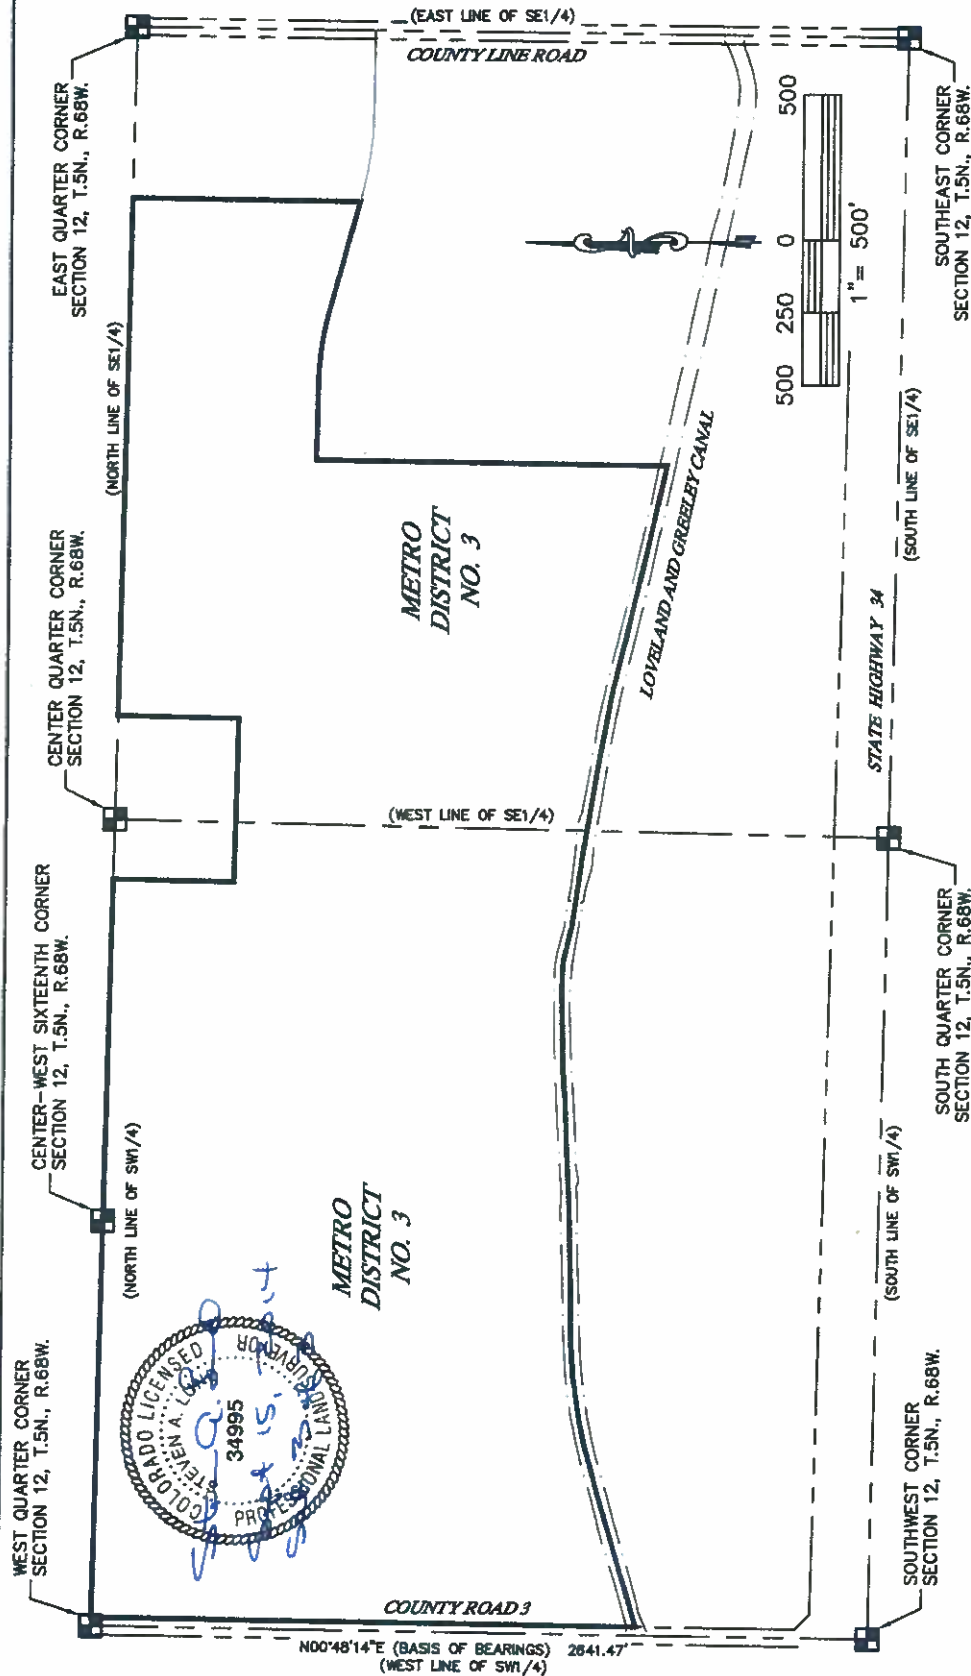 WEST QUARTER CORNER
SECTION 12, T.5N., R.68W.
CENTER-WEST SIXTEENTH CORNER
SECTION 12, T.5N., R.68W.
CENTER QUARTER CORNER
SECTION 12, T.5N., R.68W.
EAST QUARTER CORNER
SECTION 12, T.5N., R.68W.
(NORTH LINE OF SW1/4)
(NORTH LINE OF SE1/4)
COLORADO LICENSED
STEVEN A.
34995
PROFESSIONAL LAND SURVEYOR
METRO
DISTRICT
NO. 3
METRO
DISTRICT
NO. 3
(WEST LINE OF SE1/4)
(EAST LINE OF SE1/4)
COUNTY LINE ROAD
COUNTY ROAD 3
N00°48'14"E (BASIS OF BEARINGS) 2641.47'
(WEST LINE OF SW1/4)
LOVELAND AND GREELEY CANAL
500 250 0 500
1"= 500'
STATE HIGHWAY 34
(SOUTH LINE OF SW1/4)
(SOUTH LINE OF SE1/4)
SOUTHWEST CORNER
SECTION 12, T.5N., R.68W.
SOUTH QUARTER CORNER
SECTION 12, T.5N., R.68W.
SOUTHEAST CORNER
SECTION 12, T.5N., R.68W.